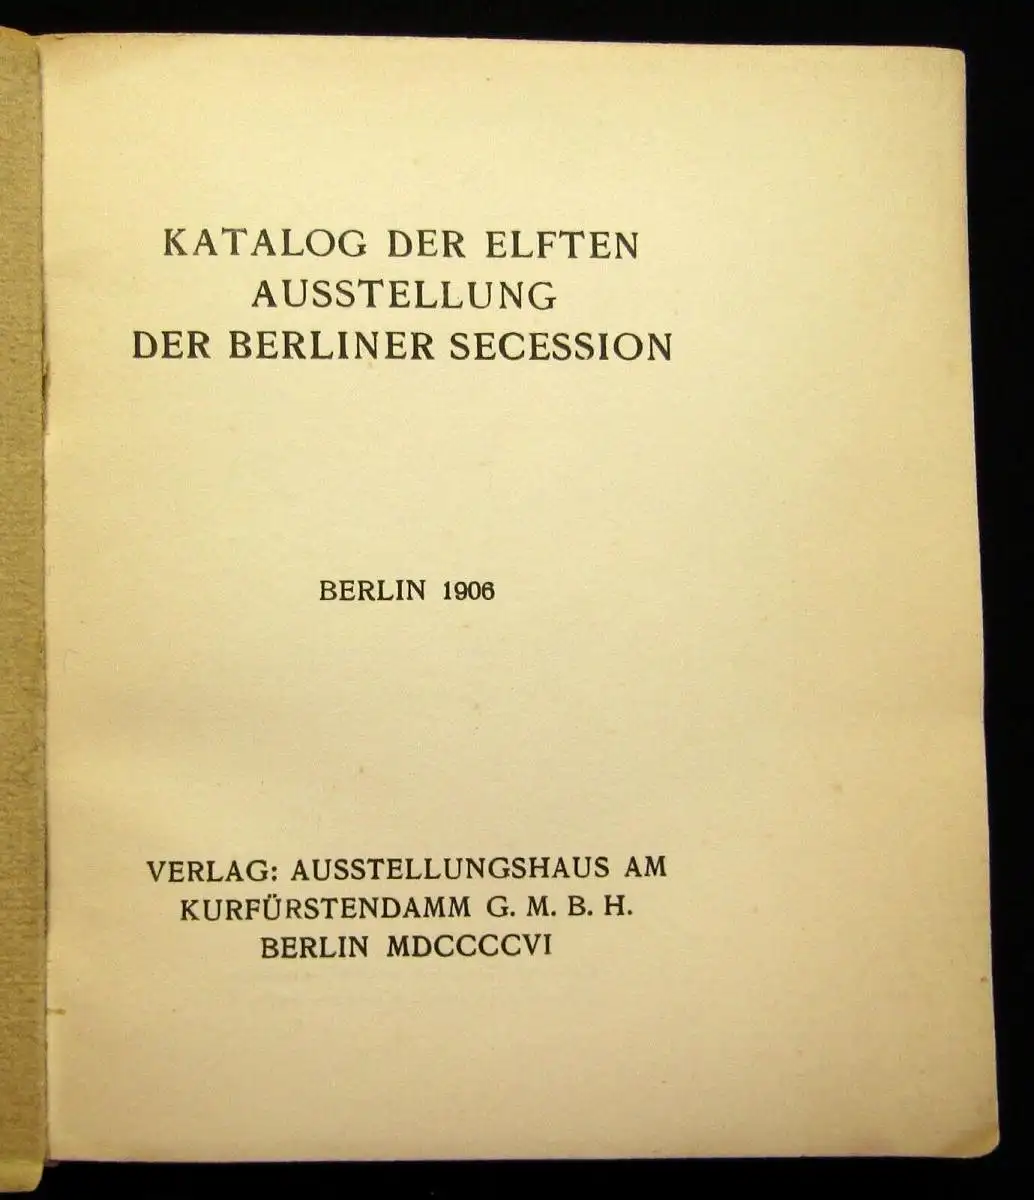 KATALOG DER ELFTEN
AUSSTELLUNG
DER BERLINER SECESSION
BERLIN 1906
VERLAG: AUSSTELLUNGSHAUS AM
KURFÜRSTENDAMM G. M. B. H.
BERLIN MDCCCCVI